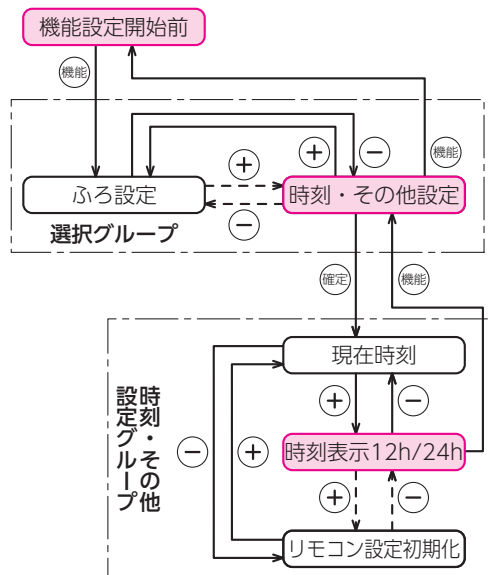 機能設定開始前
機能
＋
－
機能
＋
ふろ設定
時刻・その他設定
－
選択グループ
確定
機能
現在時刻
＋
－
時刻・その他
設定グループ
－
＋
時刻表示12h/24h
＋
－
リモコン設定初期化